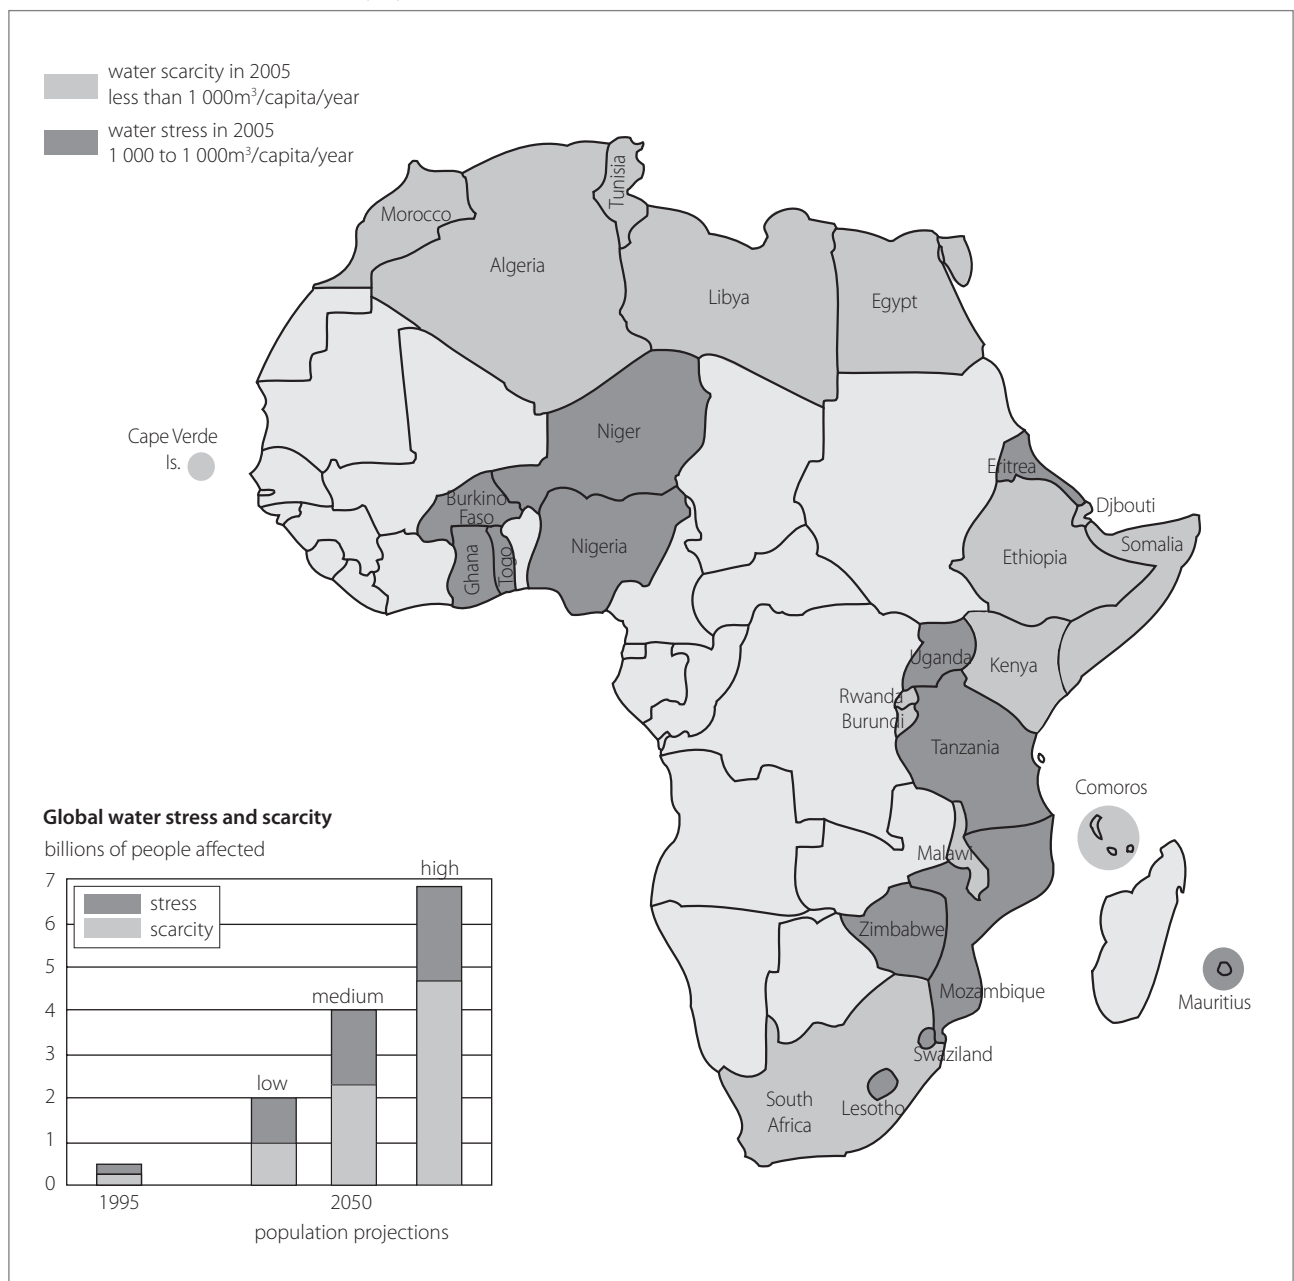 water scarcity in 2005
less than 1 000m³/capita/year
water stress in 2005
1 000 to 1 000m³/capita/year
Tunisia
Morocco
Algeria
Libya
Egypt
Cape Verde
Is.
Niger
Eritrea
Burkino
Faso
Djbouti
Ghana
Togo
Nigeria
Ethiopia
Somalia
Uganda
Kenya
Rwanda
Burundi
Tanzania
Comoros
Malawi
Zimbabwe
Mozambique
Mauritius
Swaziland
South
Africa
Lesotho
Global water stress and scarcity
billions of people affected
high
7
stress
6
scarcity
5
medium
4
3
low
2
1
0
1995
2050
population projections